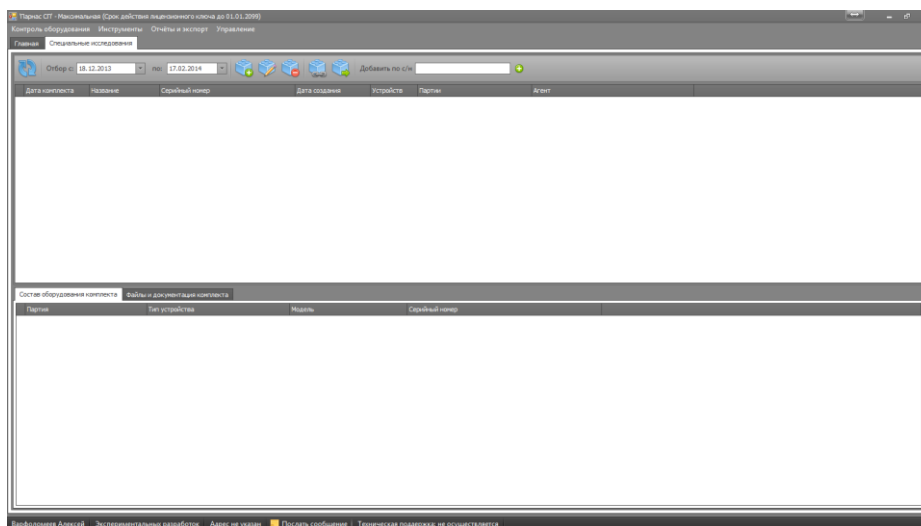 Парнас СІТ - Максимальная (Срок действия лицензионного ключа до 01.01.2099)
Контроль оборудования Инструменты Отчёты и экспорт Управление
Главная Специальные исследования
Отбор с: 18.12.2013 по: 17.02.2014 Добавить по с/н
Дата комплекта Название Серийный номер Дата создания Устройств Партии Агент
Состав оборудования комплекта Файлы и документация комплекта
Партия Тип устройства Модель Серийный номер
Варфоломеев Алексей Экспериментальных разработок Адрес не указан Послать сообщение Техническая поддержка: не осуществляется